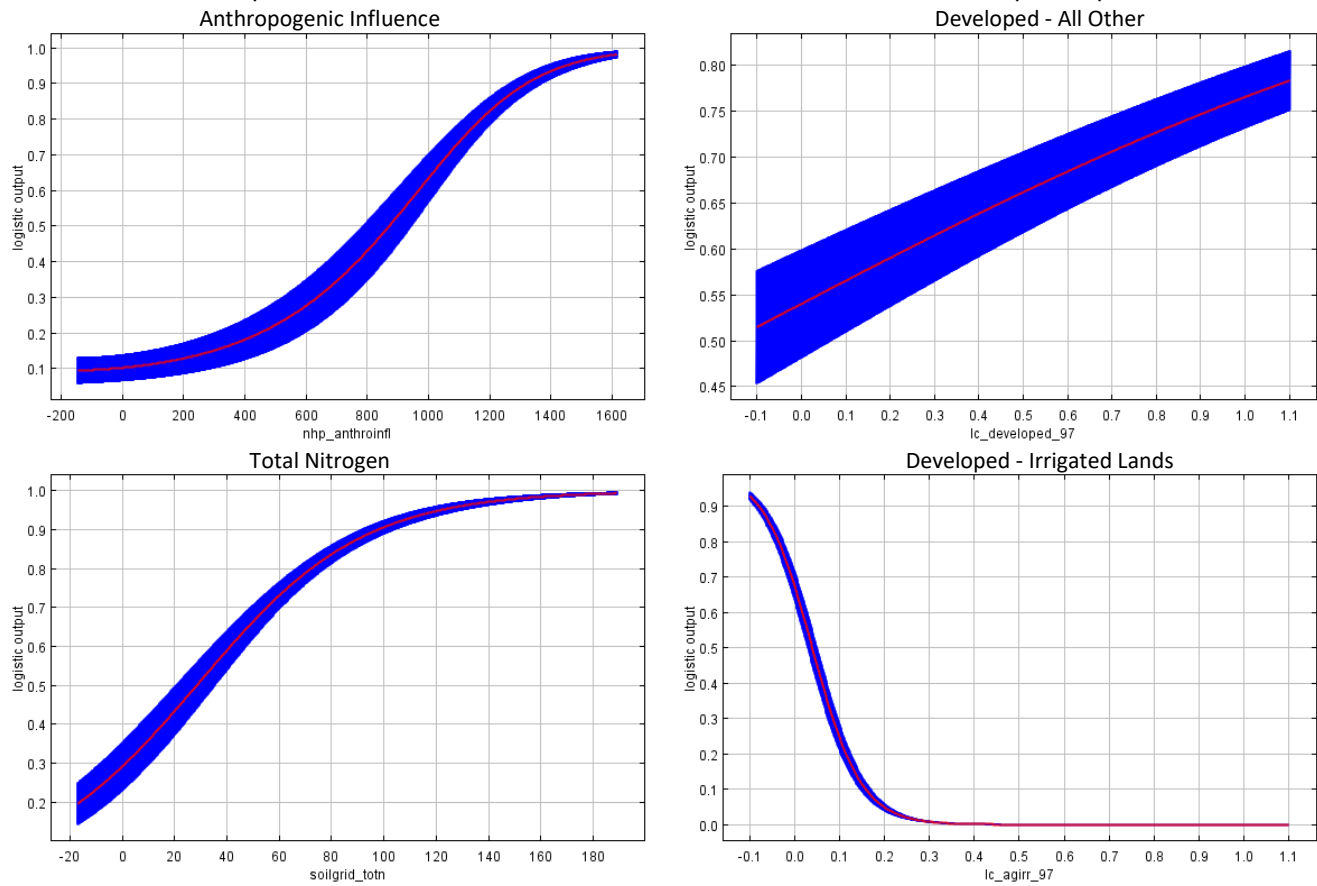 Anthropogenic Influence
1.0
0.9
0.8
0.7
0.6
0.5
0.4
0.3
0.2
0.1
logistic output
-200 0 200 400 600 800 1000 1200 1400 1600
nhp_anthroinfl
Developed - All Other
0.80
0.75
0.70
0.65
0.60
0.55
0.50
0.45
logistic output
-0.1 0.0 0.1 0.2 0.3 0.4 0.5 0.6 0.7 0.8 0.9 1.0 1.1
lc_developed_97
Total Nitrogen
1.0
0.9
0.8
0.7
0.6
0.5
0.4
0.3
0.2
logistic output
-20 0 20 40 60 80 100 120 140 160 180
soilgrid_totn
Developed - Irrigated Lands
0.9
0.8
0.7
0.6
0.5
0.4
0.3
0.2
0.1
0.0
logistic output
-0.1 0.0 0.1 0.2 0.3 0.4 0.5 0.6 0.7 0.8 0.9 1.0 1.1
lc_agirr_97